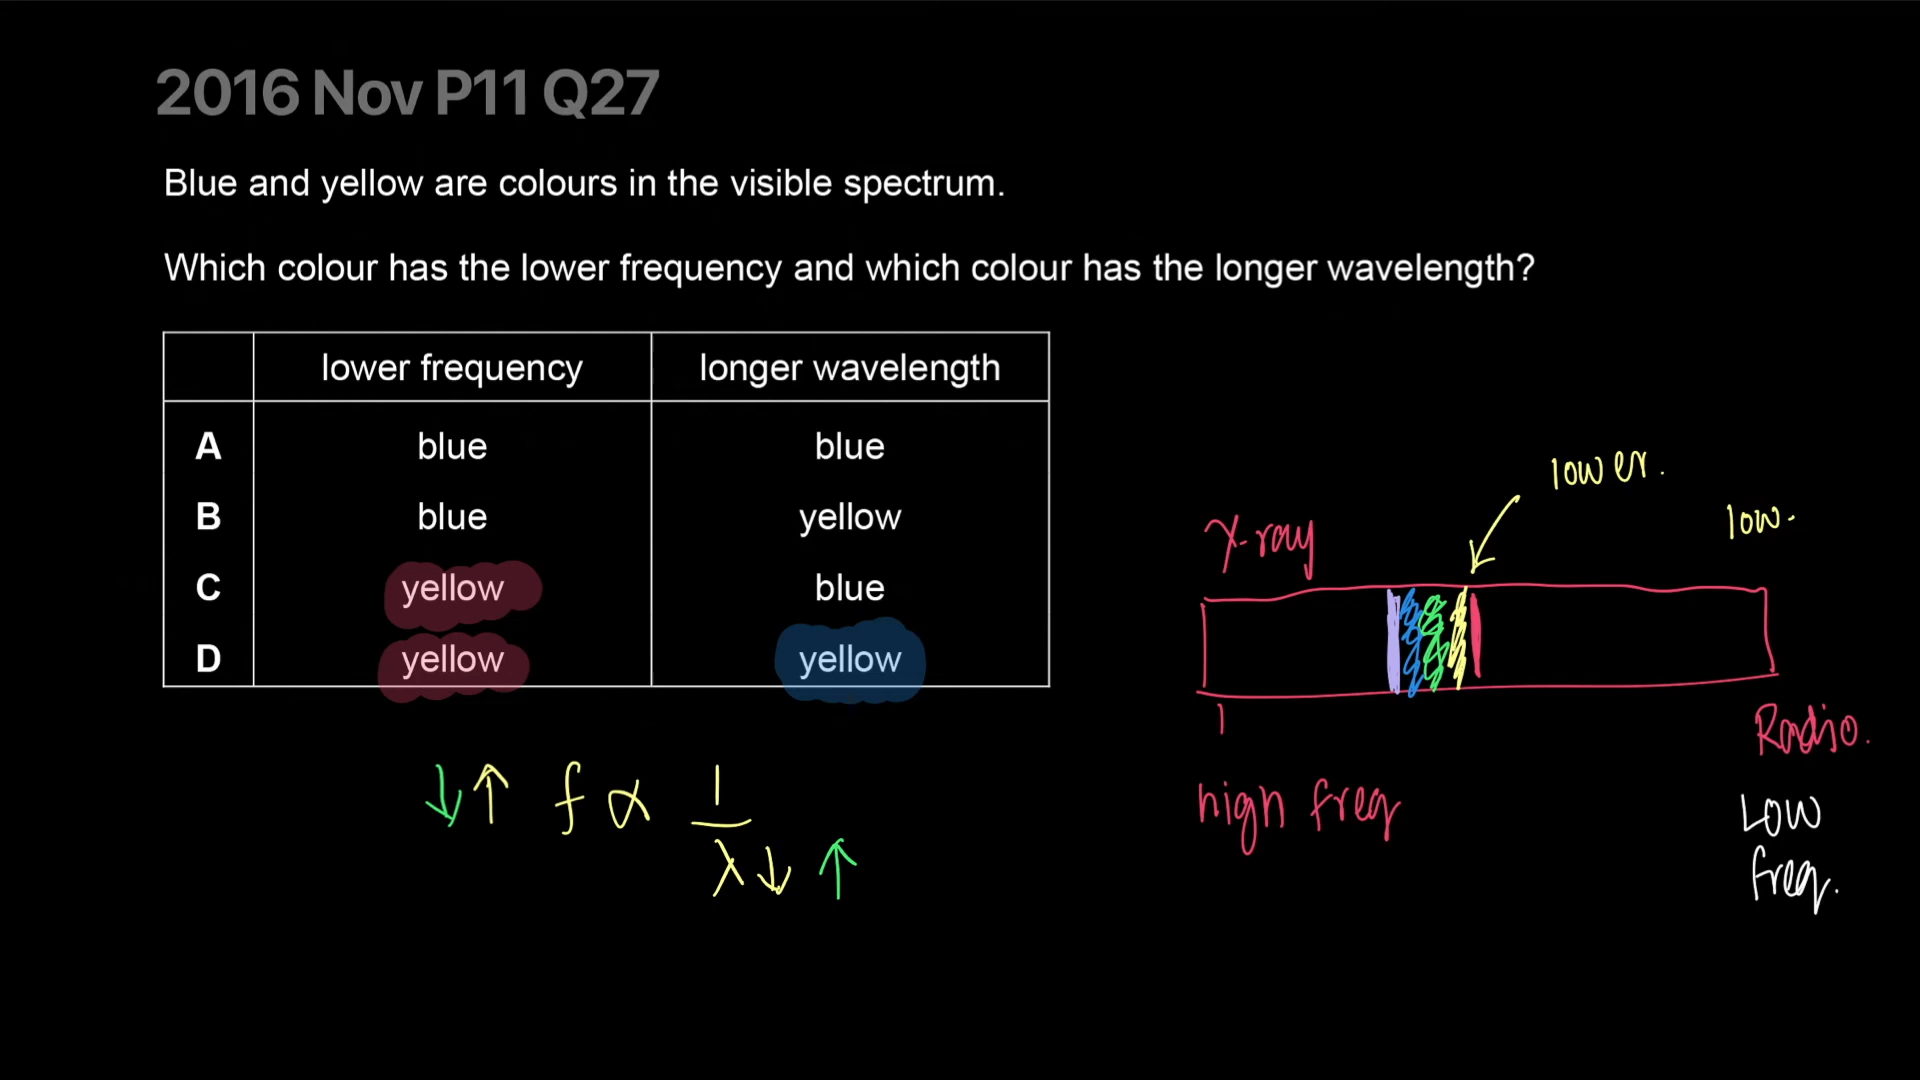 2016 Nov P11 Q27
Blue and yellow are colours in the visible spectrum.
Which colour has the lower frequency and which colour has the longer wavelength?
lower frequency longer wavelength
A blue blue
B blue yellow
C yellow blue
D yellow yellow
↓↑ f ∝ 1
λ↓ ↑
lower.
low.
X-ray
Radio.
high freq
Low
freq.